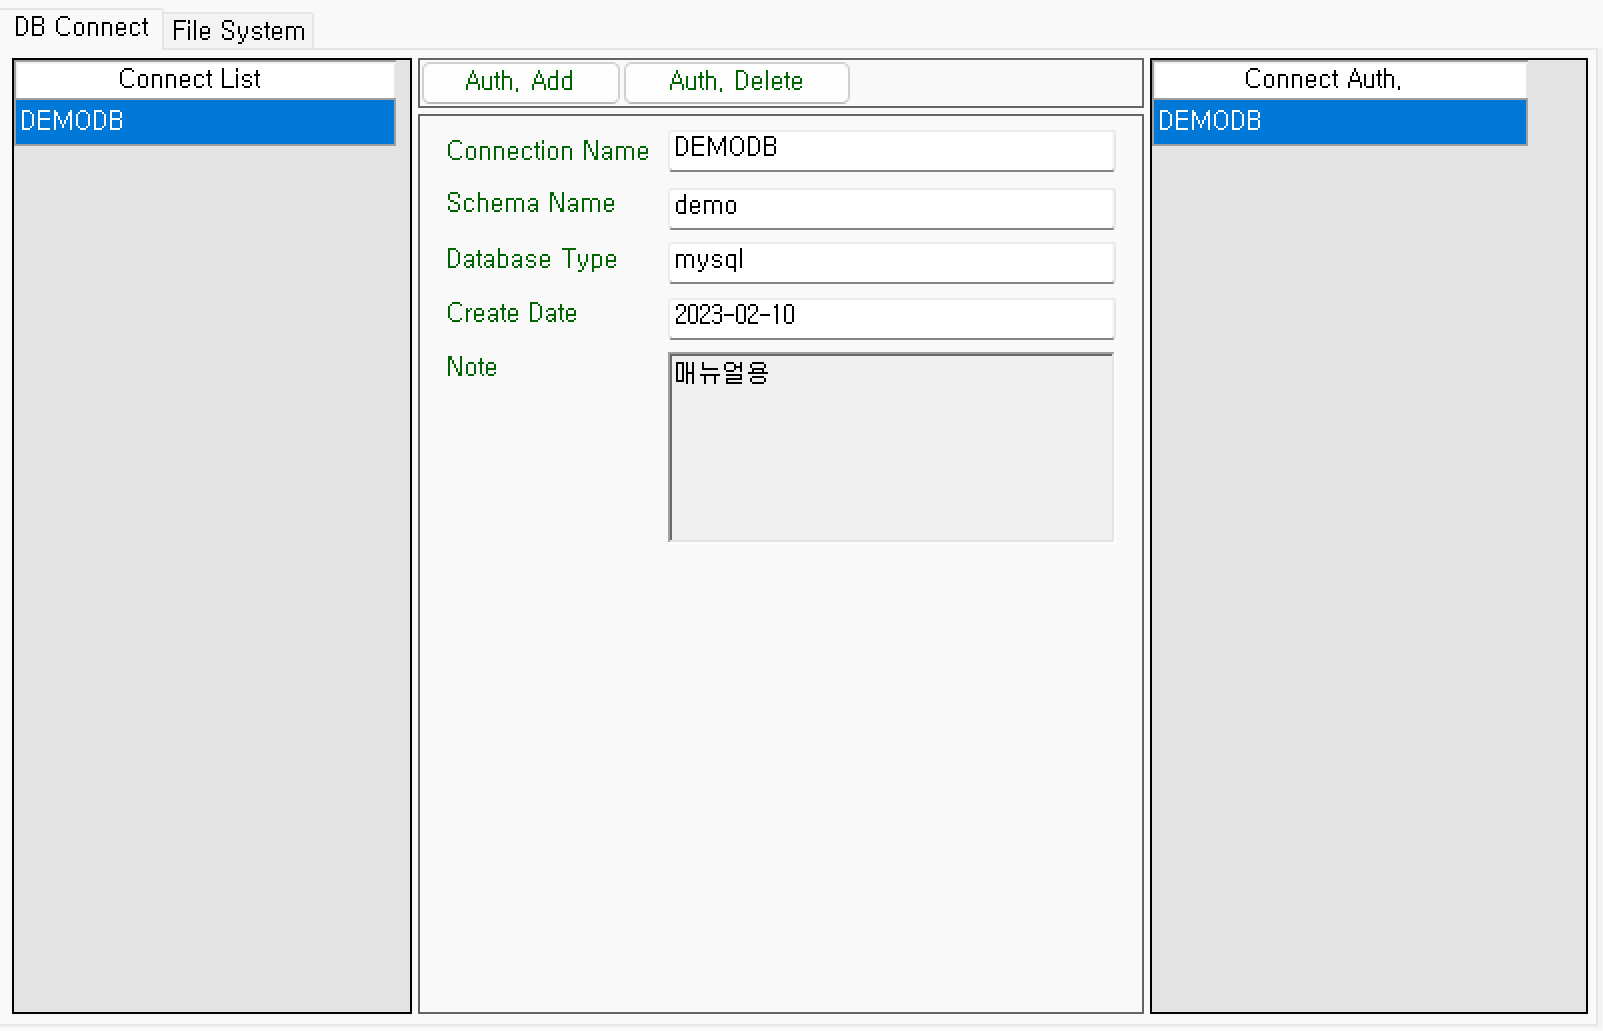 DB Connect
File System
Connect List
DEMODB
Auth, Add
Auth, Delete
Connection Name
DEMODB
Schema Name
demo
Database Type
mysql
Create Date
2023-02-10
Note
매뉴얼용
Connect Auth,
DEMODB